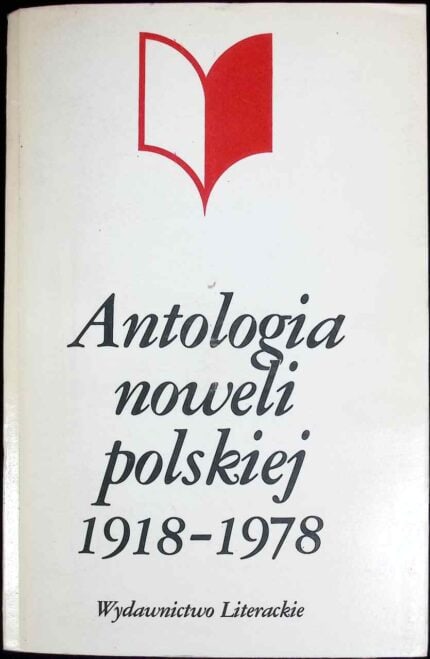 Antologia
noweli
polskiej
1918-1978
Wydawnictwo Literackie